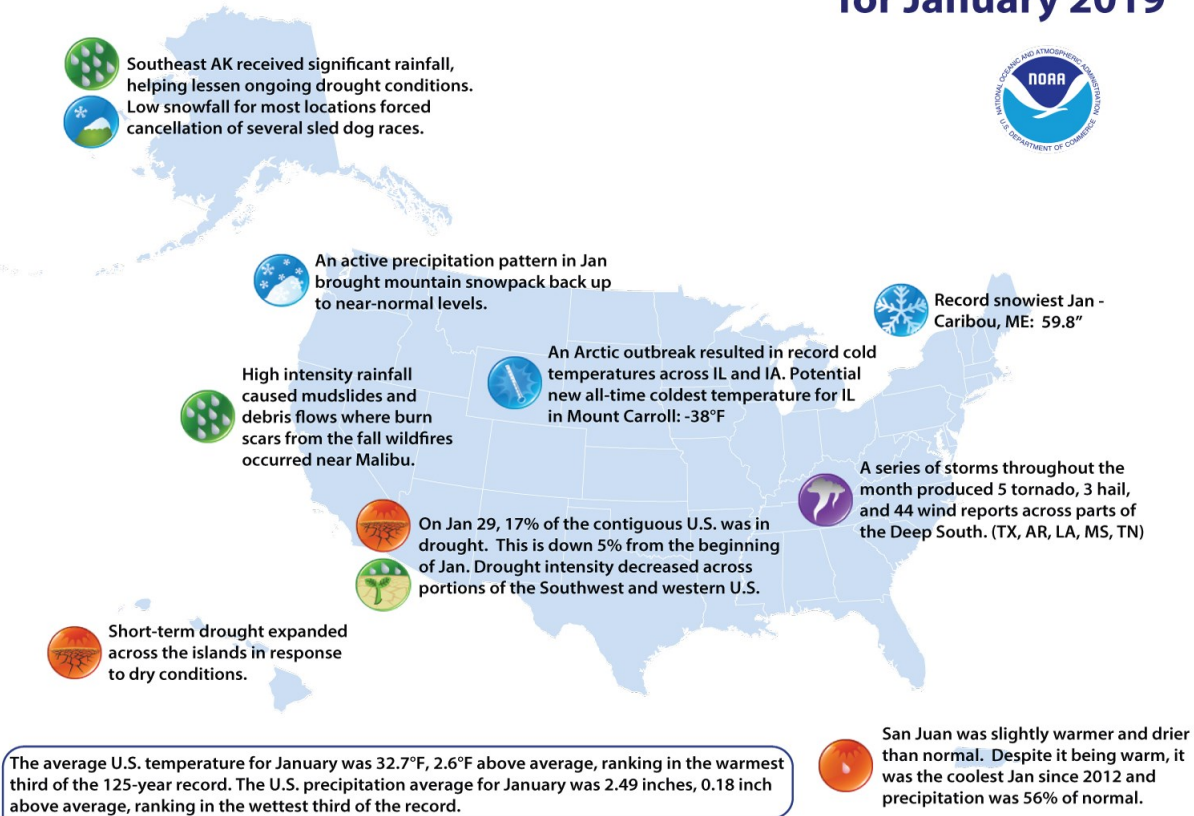 for January 2019
NATIONAL OCEANIC AND ATMOSPHERIC ADMINISTRATION
NOAA
U.S. DEPARTMENT OF COMMERCE
Southeast AK received significant rainfall,
helping lessen ongoing drought conditions.
Low snowfall for most locations forced
cancellation of several sled dog races.
An active precipitation pattern in Jan
brought mountain snowpack back up
to near-normal levels.
Record snowiest Jan -
Caribou, ME: 59.8”
An Arctic outbreak resulted in record cold
temperatures across IL and IA. Potential
new all-time coldest temperature for IL
in Mount Carroll: -38°F
High intensity rainfall
caused mudslides and
debris flows where burn
scars from the fall wildfires
occurred near Malibu.
A series of storms throughout the
month produced 5 tornado, 3 hail,
and 44 wind reports across parts of
the Deep South. (TX, AR, LA, MS, TN)
On Jan 29, 17% of the contiguous U.S. was in
drought. This is down 5% from the beginning
of Jan. Drought intensity decreased across
portions of the Southwest and western U.S.
Short-term drought expanded
across the islands in response
to dry conditions.
San Juan was slightly warmer and drier
than normal. Despite it being warm, it
was the coolest Jan since 2012 and
precipitation was 56% of normal.
The average U.S. temperature for January was 32.7°F, 2.6°F above average, ranking in the warmest
third of the 125-year record. The U.S. precipitation average for January was 2.49 inches, 0.18 inch
above average, ranking in the wettest third of the record.